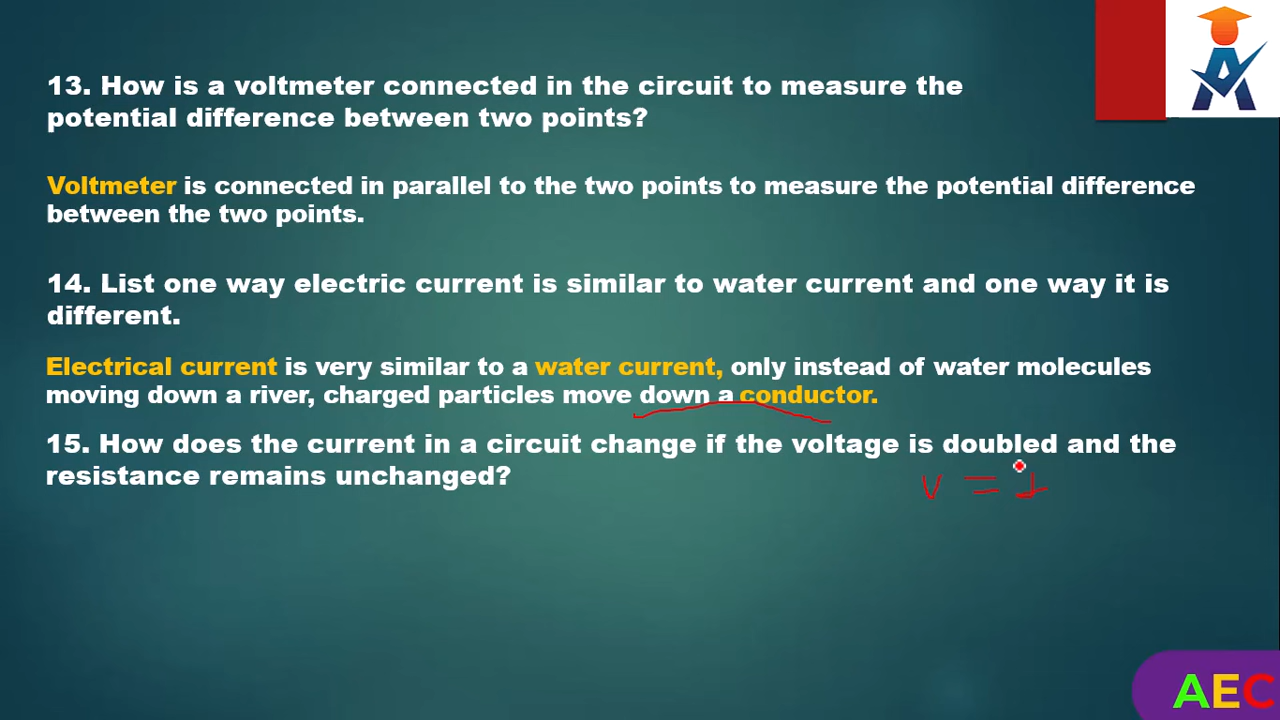 13. How is a voltmeter connected in the circuit to measure the
potential difference between two points?
Voltmeter is connected in parallel to the two points to measure the potential difference
between the two points.
14. List one way electric current is similar to water current and one way it is
different.
Electrical current is very similar to a water current, only instead of water molecules
moving down a river, charged particles move down a conductor.
15. How does the current in a circuit change if the voltage is doubled and the
resistance remains unchanged?
V = I
AEC